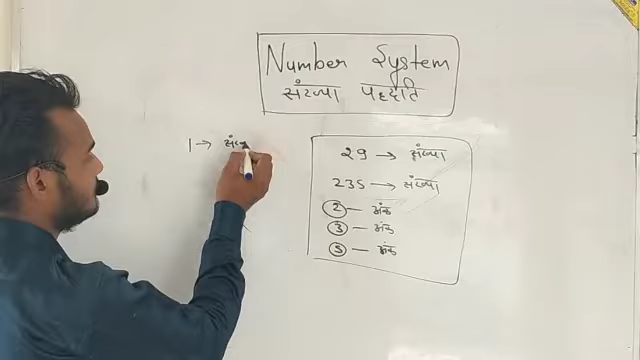 Number System
संख्या पद्धति
1 → संख्
29 → संख्या
235 → संख्या
2 — अंक
3 — अंक
5 — अंक